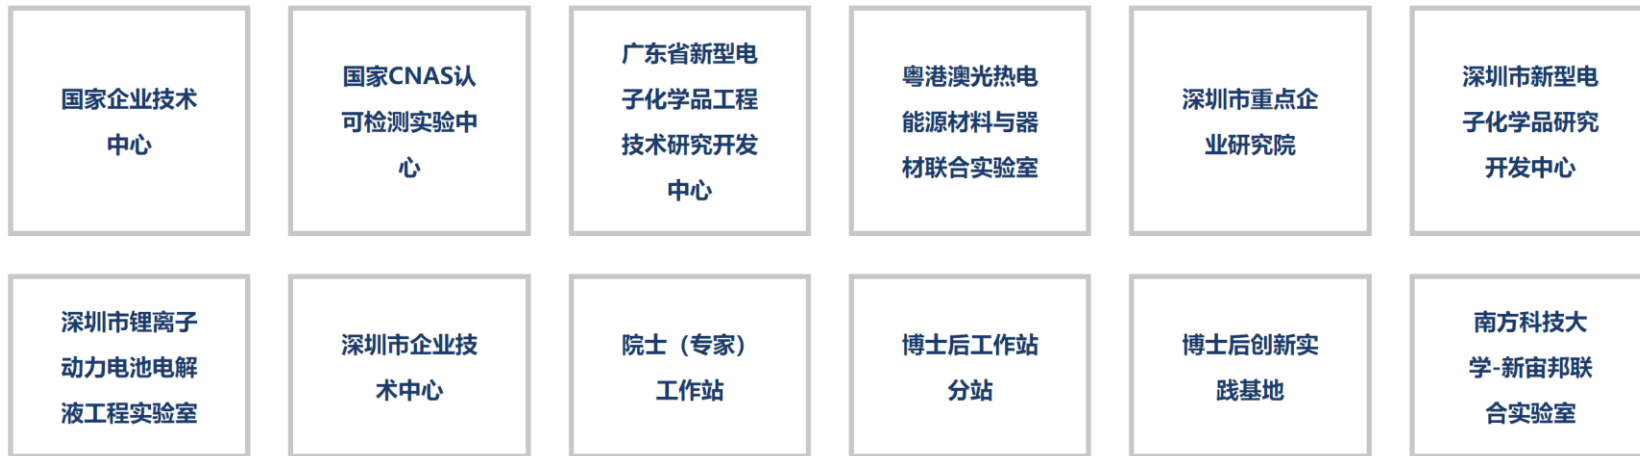 国家企业技术
中心
国家CNAS认
可检测实验中
心
广东省新型电
子化学品工程
技术研究开发
中心
粤港澳光热电
能源材料与器
材联合实验室
深圳市重点企
业研究院
深圳市新型电
子化学品研究
开发中心
深圳市锂离子
动力电池电解
液工程实验室
深圳市企业技
术中心
院士（专家）
工作站
博士后工作站
分站
博士后创新实
践基地
南方科技大
学-新宙邦联
合实验室